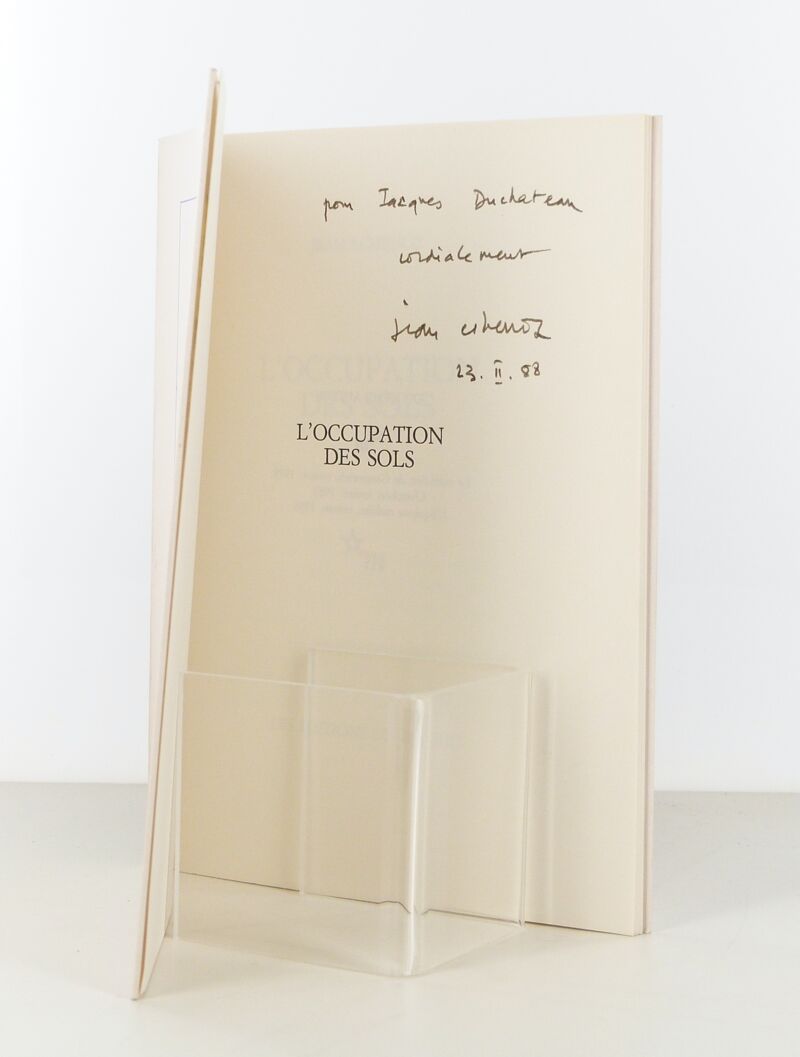 pour Jacques Duchateau
cordialement
jean echenoz
23. II. 88
L'OCCUPATION
DES SOLS